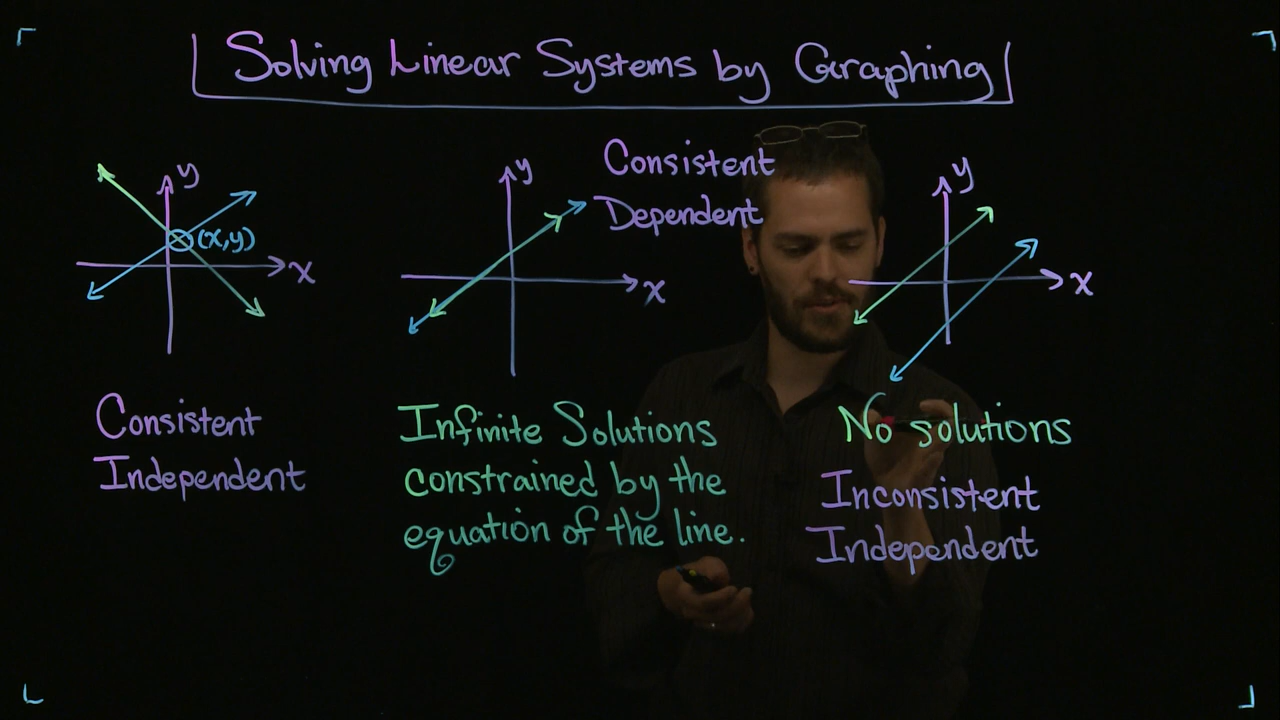 Solving Linear Systems by Graphing
y
(x,y)
x
Consistent
Independent
y
x
Consistent
Dependent
Infinite Solutions
constrained by the
equation of the line.
y
x
No solutions
Inconsistent
Independent